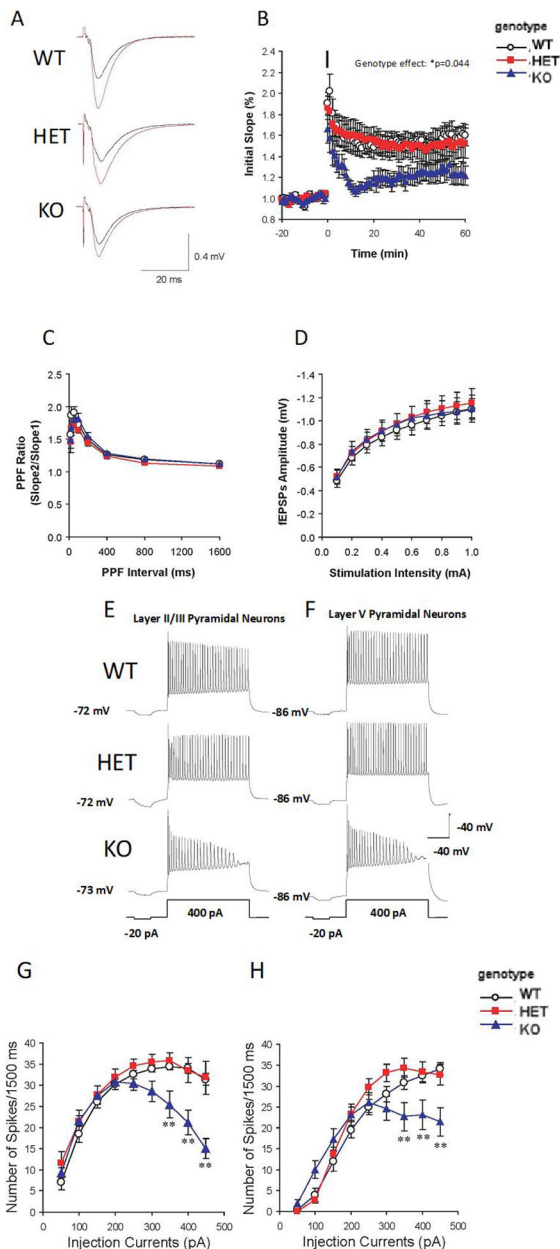 A
WT
HET
KO
0.4 mV
20 ms
B
genotype
WT
HET
KO
Genotype effect: *p=0.044
Initial Slope (%)
2.4
2.2
2.0
1.8
1.6
1.4
1.2
1.0
0.8
-20 0 20 40 60
Time (min)
C
PPF Ratio
(Slope2/Slope1)
2.5
2.0
1.5
1.0
0.5
0.0
0 400 800 1200 1600
PPF Interval (ms)
D
fEPSPs Amplitude (mV)
-1.4
-1.2
-1.0
-0.8
-0.6
-0.4
-0.2
0
0.0 0.2 0.4 0.6 0.8 1.0
Stimulation Intensity (mA)
E F
Layer II/III Pyramidal Neurons Layer V Pyramidal Neurons
WT
-72 mV -86 mV
HET
-72 mV -86 mV
-40 mV
KO
-40 mV
-73 mV -86 mV
400 pA 400 pA
-20 pA -20 pA
G
Number of Spikes/1500 ms
40
35
30
25
20
15
10
5
0
0 100 200 300 400 500
Injection Currents (pA)
** ** **
H
genotype
WT
HET
KO
Number of Spikes/1500 ms
40
35
30
25
20
15
10
5
0
0 100 200 300 400 500
Injection Currents (pA)
** ** **